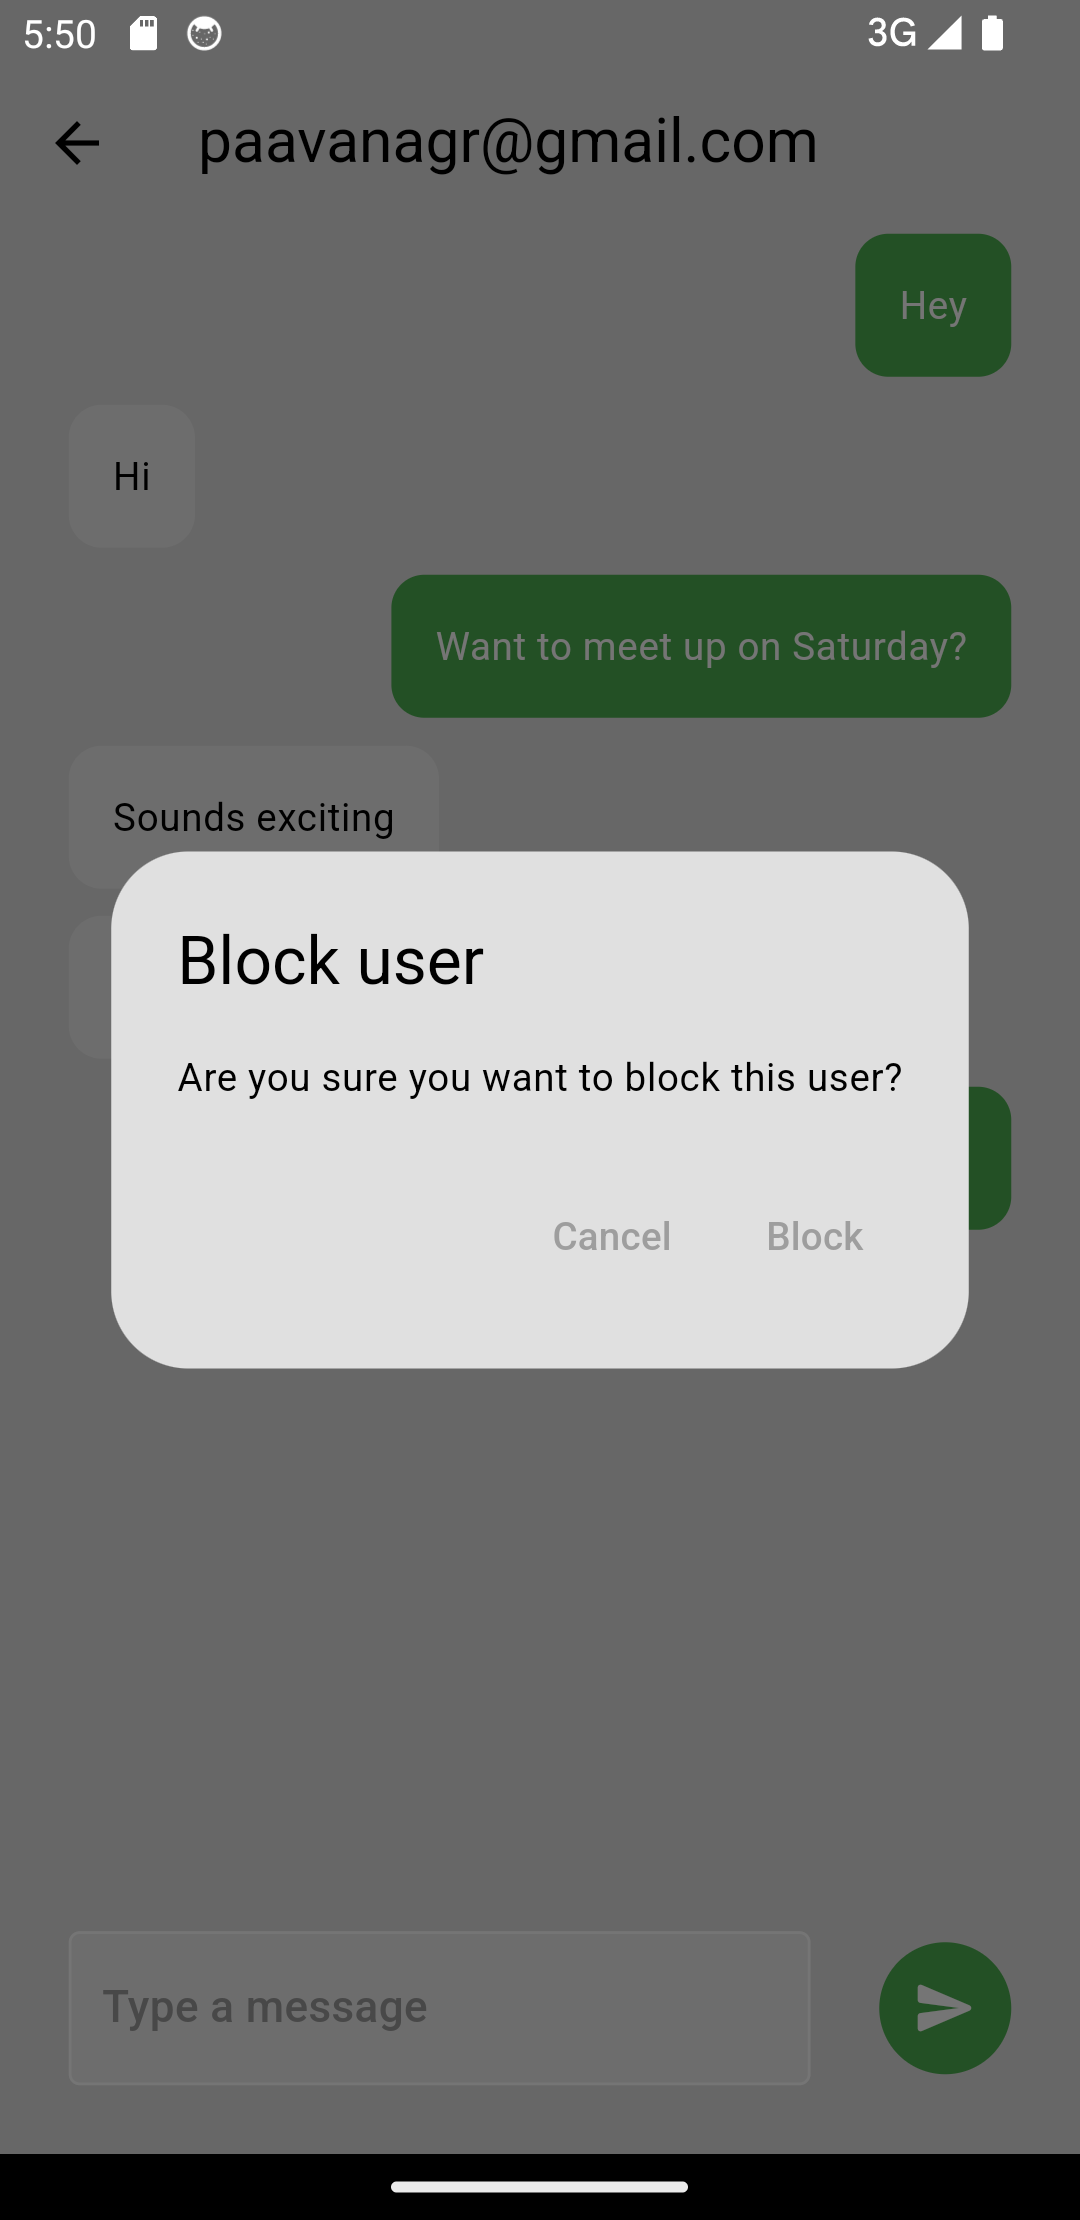 5:50
3G
paavanagr@gmail.com
Hey
Hi
Want to meet up on Saturday?
Sounds exciting
Block user
Are you sure you want to block this user?
Cancel Block
Type a message